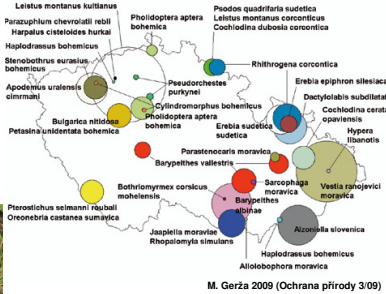 Leistus montanus kultianus
Parazuphium chevrolatii rebli
Harpalus cisteloides hurkai
Haplodrassus bohemicus
Stenobothrus eurasius
bohemicus
Apodemus uralensis
cimrmani
Bulgarica nitidosa
Petasina unidentata bohemica
Pholidoptera aptera
bohemica
Psodos quadrifaria sudetica
Leistus montanus corconticus
Cochlodina dubosia corcontica
Rhithrogena corcontica
Pseudorchestes
purkynei
Cylindromorphus bohemicus
Pholidoptera aptera
bohemica
Erebia epiphron silesiaca
Dactylolabis subdilatata
Cochlodina cerata
opaviensis
Erebia sudetica
sudetica
Hypera
libanotis
Parastenocaris moravica
Barypeithes vallestris
Sarcophaga
moravica
Vestia ranojevici
moravica
Bothriomyrmex corsicus
mohelensis
Barypeithes
albinae
Pterostichus selmanni roubali
Oreonebria castanea sumavica
Jaapiella moraviae
Rhopalomyia simulans
Alzoniella slovenica
Haplodrassus bohemicus
Allolobophora moravica
M. Gerža 2009 (Ochrana přírody 3/09)